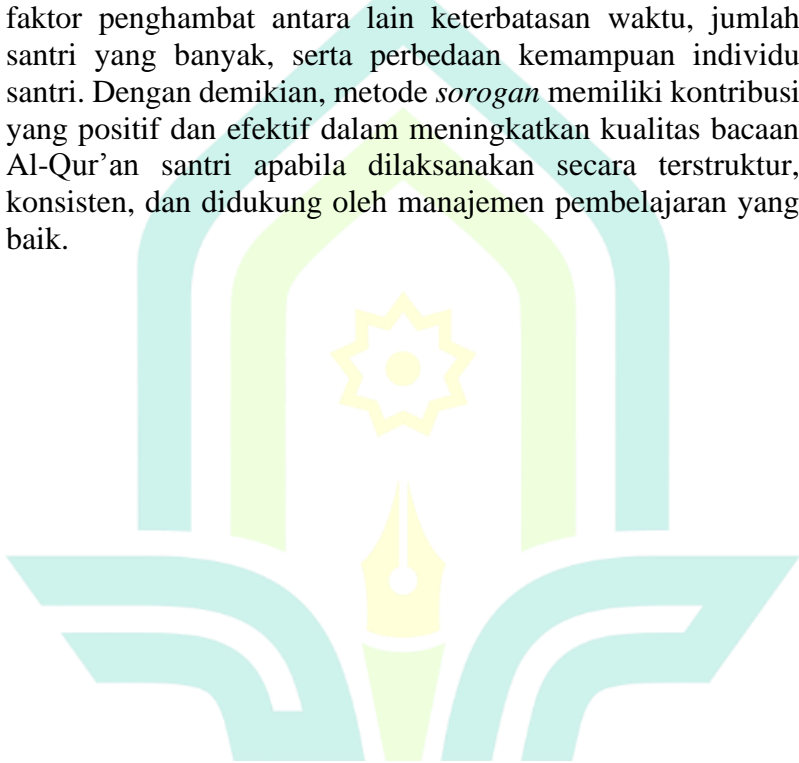 faktor penghambat antara lain keterbatasan waktu, jumlah
santri yang banyak, serta perbedaan kemampuan individu
santri. Dengan demikian, metode sorogan memiliki kontribusi
yang positif dan efektif dalam meningkatkan kualitas bacaan
Al-Qur’an santri apabila dilaksanakan secara terstruktur,
konsisten, dan didukung oleh manajemen pembelajaran yang
baik.